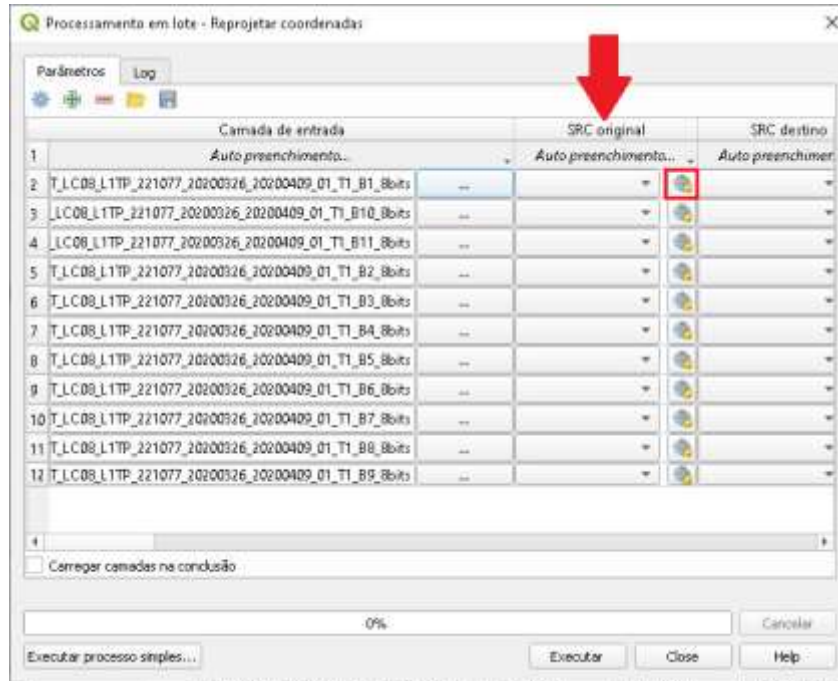 Processamento em lote - Reprojetar coordenadas
Parâmetros Log
Camada de entrada SRC original SRC destino
1 Auto preenchimento... Auto preenchimento... Auto preenchimen
2 T_LC08_L1TP_221077_20200326_20200409_01_T1_B1_8bits ...
3 _LC08_L1TP_221077_20200326_20200409_01_T1_B10_8bits ...
4 _LC08_L1TP_221077_20200326_20200409_01_T1_B11_8bits ...
5 T_LC08_L1TP_221077_20200326_20200409_01_T1_B2_8bits ...
6 T_LC08_L1TP_221077_20200326_20200409_01_T1_B3_8bits ...
7 T_LC08_L1TP_221077_20200326_20200409_01_T1_B4_8bits ...
8 T_LC08_L1TP_221077_20200326_20200409_01_T1_B5_8bits ...
9 T_LC08_L1TP_221077_20200326_20200409_01_T1_B6_8bits ...
10 T_LC08_L1TP_221077_20200326_20200409_01_T1_B7_8bits ...
11 T_LC08_L1TP_221077_20200326_20200409_01_T1_B8_8bits ...
12 T_LC08_L1TP_221077_20200326_20200409_01_T1_B9_8bits ...
Carregar camadas na conclusão
0% Cancelar
Executar processo simples... Executar Close Help